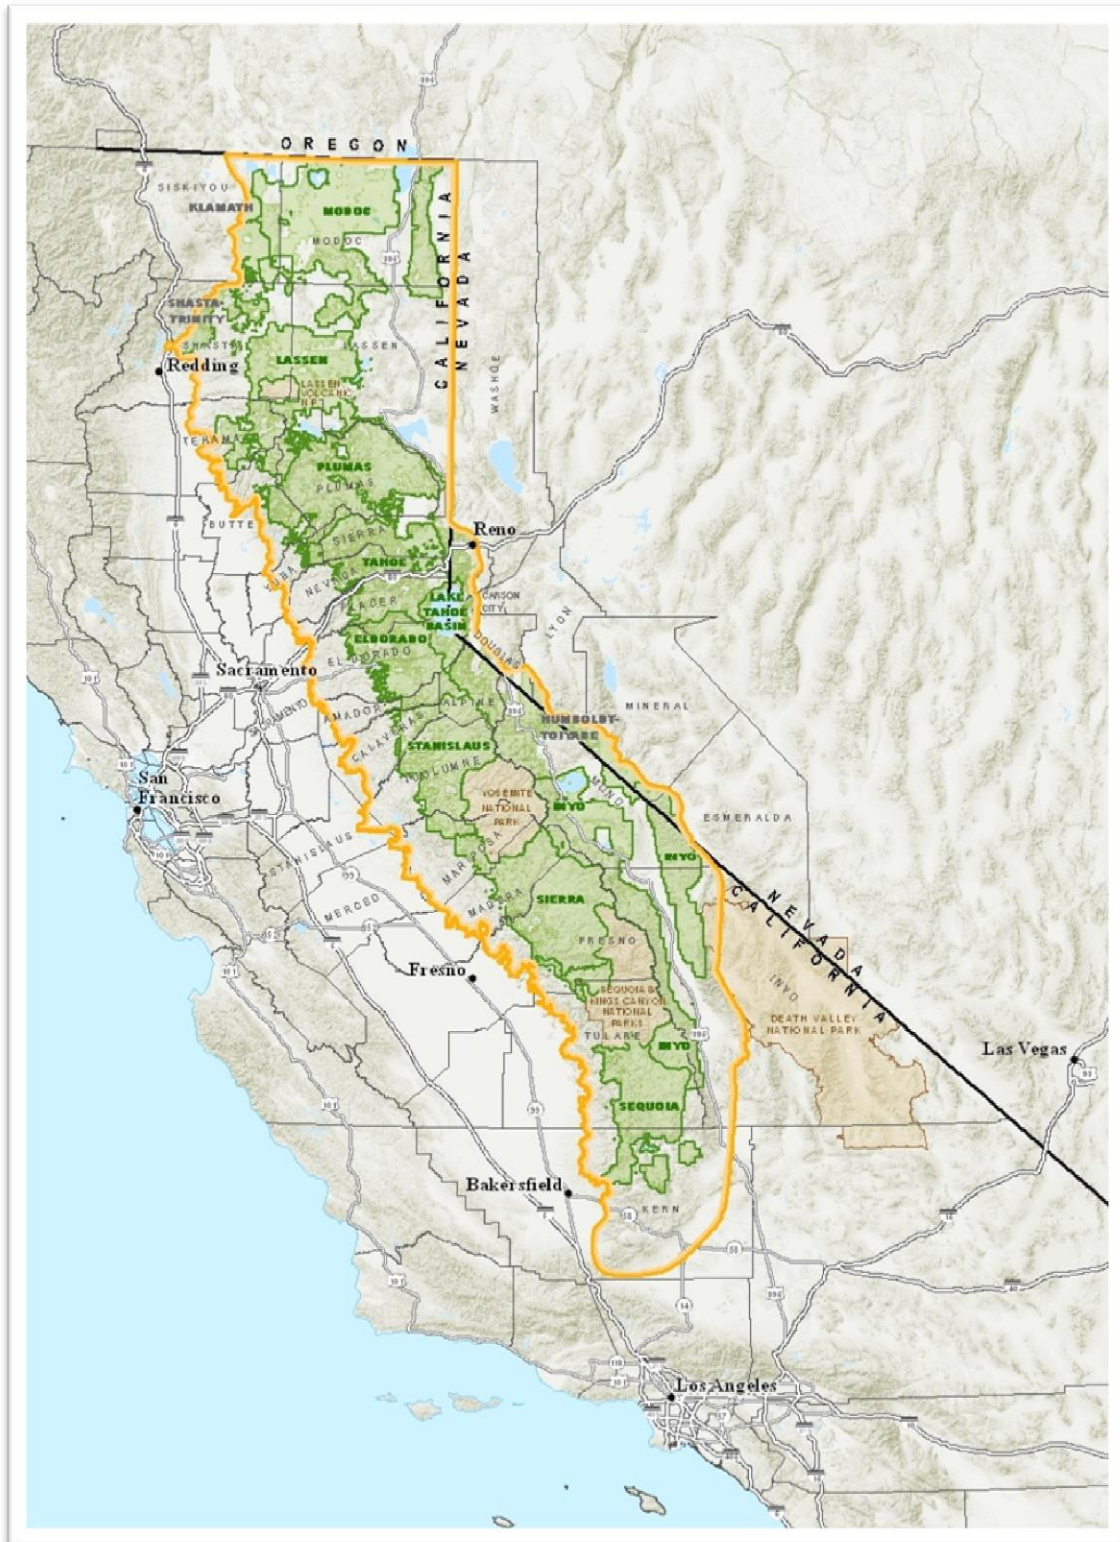 OREGON
SISKIYOU
KLAMATH
MODOC
MODOC
CALIFORNIA
NEVADA
SHASTA-
TRINITY
SHASTA
LASSEN
LASSEN
Redding
LASSEN
VOLCANIC
N.P.
WASHOE
TEHAMA
PLUMAS
PLUMAS
BUTTE
SIERRA
Reno
YUBA
NEVADA
TAHOE
PLACER
LAKE
TAHOE
BASIN
CARSON
CITY
ELDORADO
EL DORADO
DOUGLAS
LYON
Sacramento
SACRAMENTO
AMADOR
ALPINE
CALAVERAS
MINERAL
HUMBOLDT-
TOIYABE
STANISLAUS
TUOLUMNE
San
Francisco
YOSEMITE
NATIONAL
PARK
INYO
MONO
ESMERALDA
STANISLAUS
MARIPOSA
INYO
MERCED
MADERA
SIERRA
NEVADA
CALIFORNIA
FRESNO
Fresno
SEQUOIA &
KINGS CANYON
NATIONAL
PARKS
INYO
DEATH VALLEY
NATIONAL PARK
TULARE
INYO
Las Vegas
SEQUOIA
Bakersfield
KERN
Los Angeles